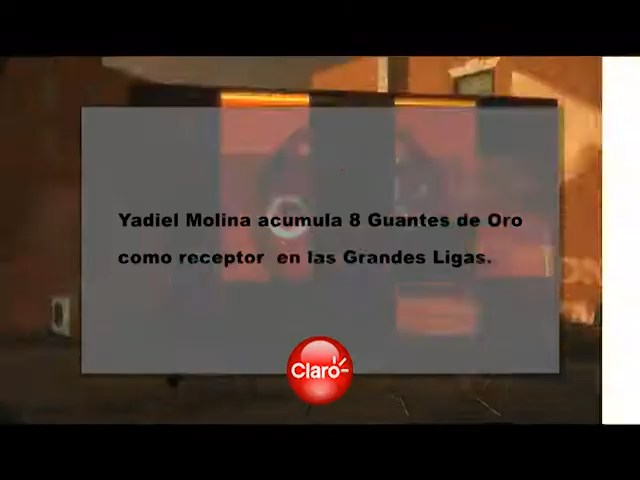 Yadiel Molina acumula 8 Guantes de Oro
como receptor en las Grandes Ligas.
Claro